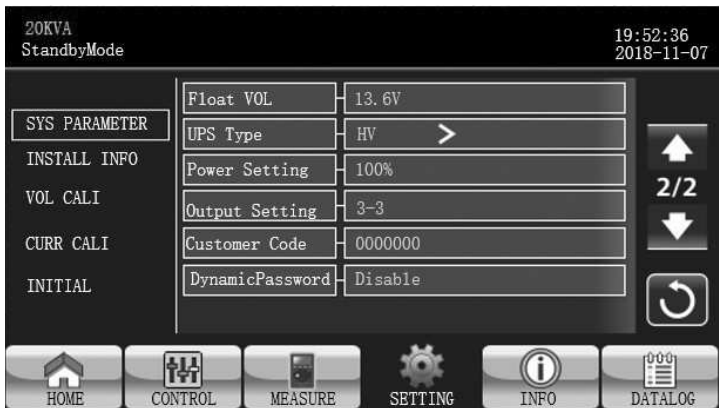 20KVA
StandbyMode
19:52:36
2018-11-07
SYS PARAMETER
INSTALL INFO
VOL CALI
CURR CALI
INITIAL
Float VOL 13.6V
UPS Type HV >
Power Setting 100%
Output Setting 3-3
Customer Code 0000000
DynamicPassword Disable
2/2
HOME CONTROL MEASURE SETTING INFO DATALOG